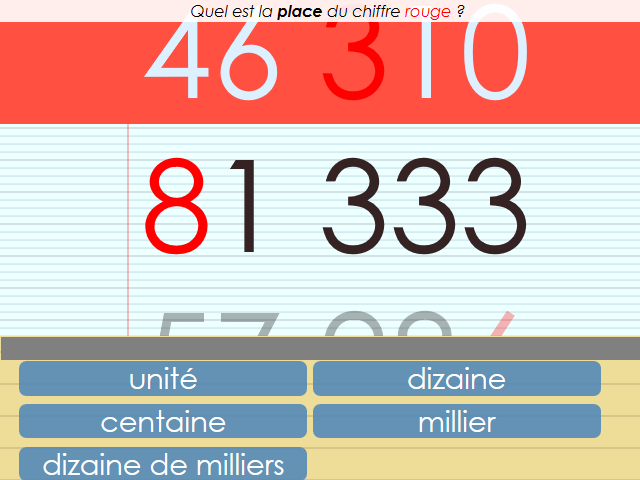 Quel est la place du chiffre rouge ?
46 310
81 333
unité
dizaine
centaine
millier
dizaine de milliers